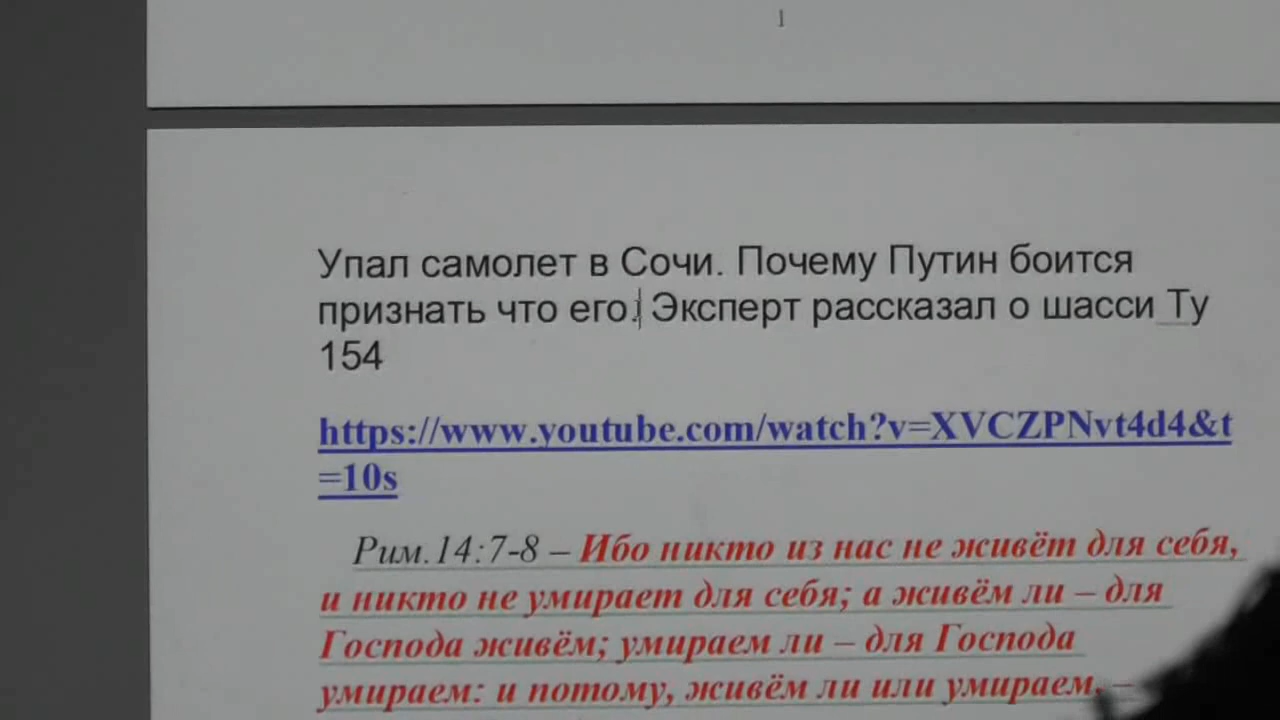 1
Упал самолет в Сочи. Почему Путин боится
признать что его. Эксперт рассказал о шасси Ту
154
https://www.youtube.com/watch?v=XVCZPNvt4d4&t
=10s
Рим.14:7-8 – Ибо никто из нас не живёт для себя,
и никто не умирает для себя; а живём ли – для
Господа живём; умираем ли – для Господа
умираем: и потому, живём ли или умираем, –